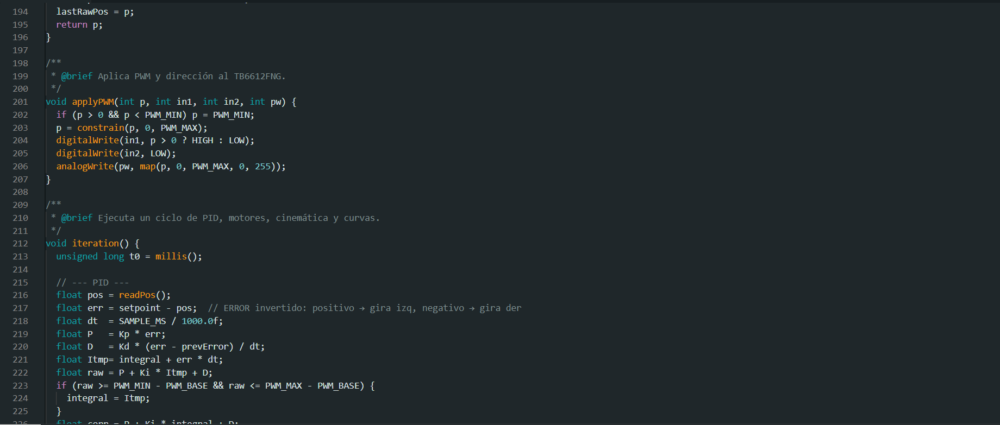 194 lastRawPos = p;
195 return p;
196 }
197
198 /**
199 * @brief Aplica PWM y dirección al TB6612FNG.
200 */
201 void applyPWM(int p, int in1, int in2, int pw) {
202 if (p > 0 && p < PWM_MIN) p = PWM_MIN;
203 p = constrain(p, 0, PWM_MAX);
204 digitalWrite(in1, p > 0 ? HIGH : LOW);
205 digitalWrite(in2, LOW);
206 analogWrite(pw, map(p, 0, PWM_MAX, 0, 255));
207 }
208
209 /**
210 * @brief Ejecuta un ciclo de PID, motores, cinemática y curvas.
211 */
212 void iteration() {
213 unsigned long t0 = millis();
214
215 // --- PID ---
216 float pos = readPos();
217 float err = setpoint - pos; // ERROR invertido: positivo → gira izq, negativo → gira der
218 float dt = SAMPLE_MS / 1000.0f;
219 float P = Kp * err;
220 float D = Kd * (err - prevError) / dt;
221 float Itmp= integral + err * dt;
222 float raw = P + Ki * Itmp + D;
223 if (raw >= PWM_MIN - PWM_BASE && raw <= PWM_MAX - PWM_BASE) {
224 integral = Itmp;
225 }
226 float corr = P + Ki * integral + D;